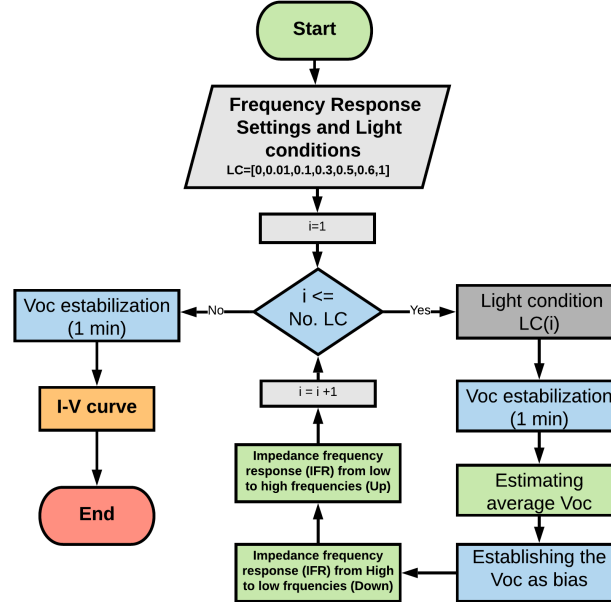 Start
Frequency Response
Settings and Light
conditions
LC=[0,0.01,0.1,0.3,0.5,0.6,1]
i=1
i <=
No. LC
No
Yes
Voc estabilization
(1 min)
I-V curve
End
Light condition
LC(i)
Voc estabilization
(1 min)
Estimating
average Voc
Establishing the
Voc as bias
Impedance frequency
response (IFR) from High
to low frquencies (Down)
Impedance frequency
response (IFR) from low
to high frequencies (Up)
i = i +1